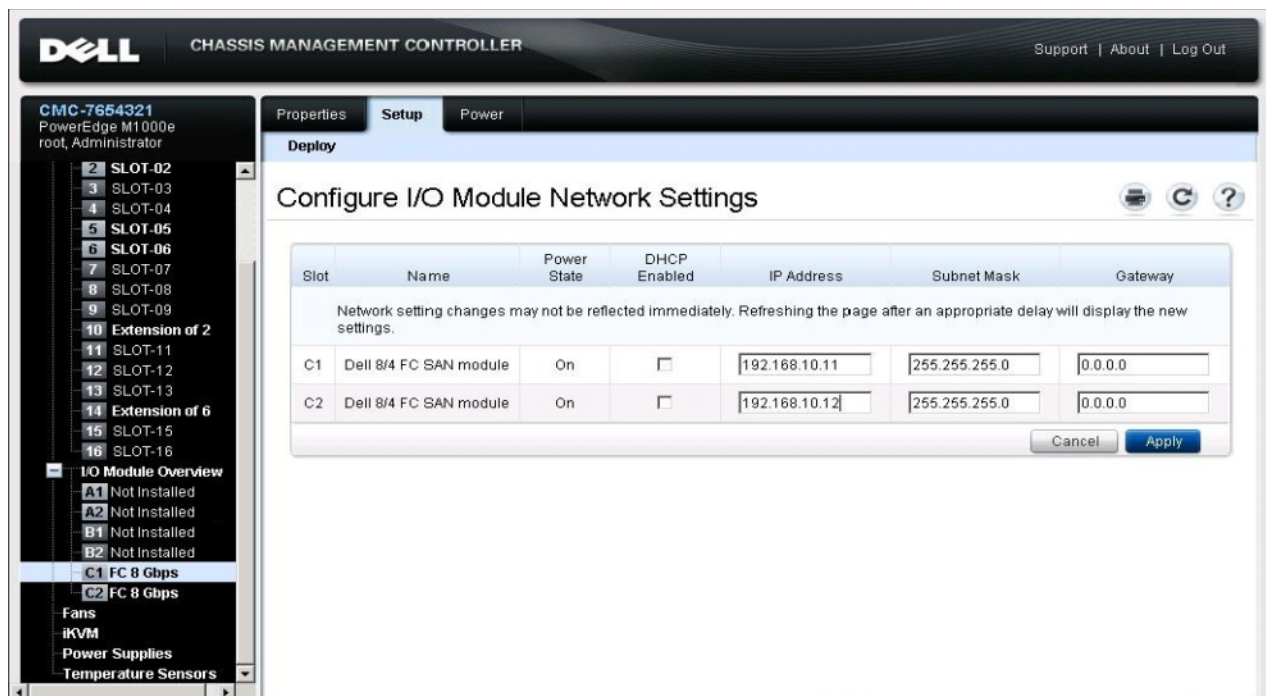 DELL
CHASSIS MANAGEMENT CONTROLLER
Support | About | Log Out
CMC-7654321
PowerEdge M1000e
root, Administrator
2 SLOT-02
3 SLOT-03
4 SLOT-04
5 SLOT-05
6 SLOT-06
7 SLOT-07
8 SLOT-08
9 SLOT-09
10 Extension of 2
11 SLOT-11
12 SLOT-12
13 SLOT-13
14 Extension of 6
15 SLOT-15
16 SLOT-16
I/O Module Overview
A1 Not Installed
A2 Not Installed
B1 Not Installed
B2 Not Installed
C1 FC 8 Gbps
C2 FC 8 Gbps
Fans
iKVM
Power Supplies
Temperature Sensors
Properties Setup Power
Deploy
Configure I/O Module Network Settings
?
Slot Name Power State DHCP Enabled IP Address Subnet Mask Gateway
Network setting changes may not be reflected immediately. Refreshing the page after an appropriate delay will display the new
settings.
C1 Dell 8/4 FC SAN module On 192.168.10.11 255.255.255.0 0.0.0.0
C2 Dell 8/4 FC SAN module On 192.168.10.12 255.255.255.0 0.0.0.0
Cancel Apply